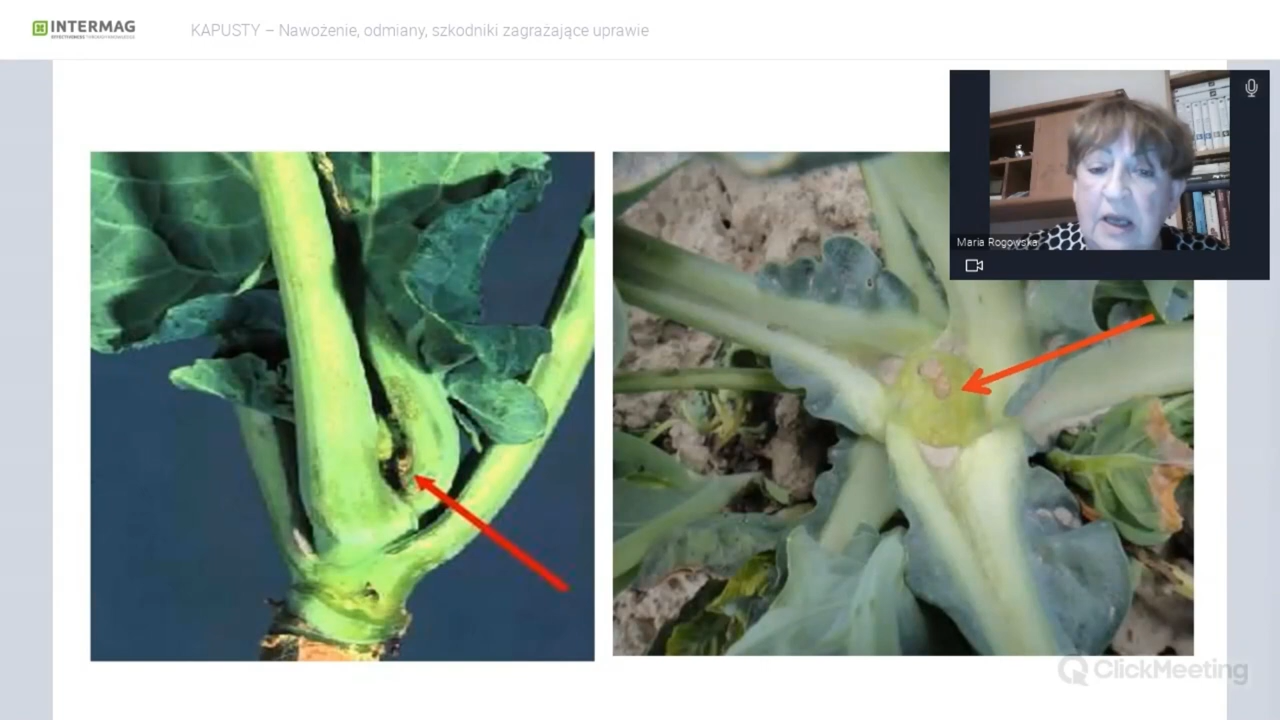 INTERMAG
KAPUSTY – Nawożenie, odmiany, szkodniki zagrażające uprawie
Maria Rogowska
ClickMeeting